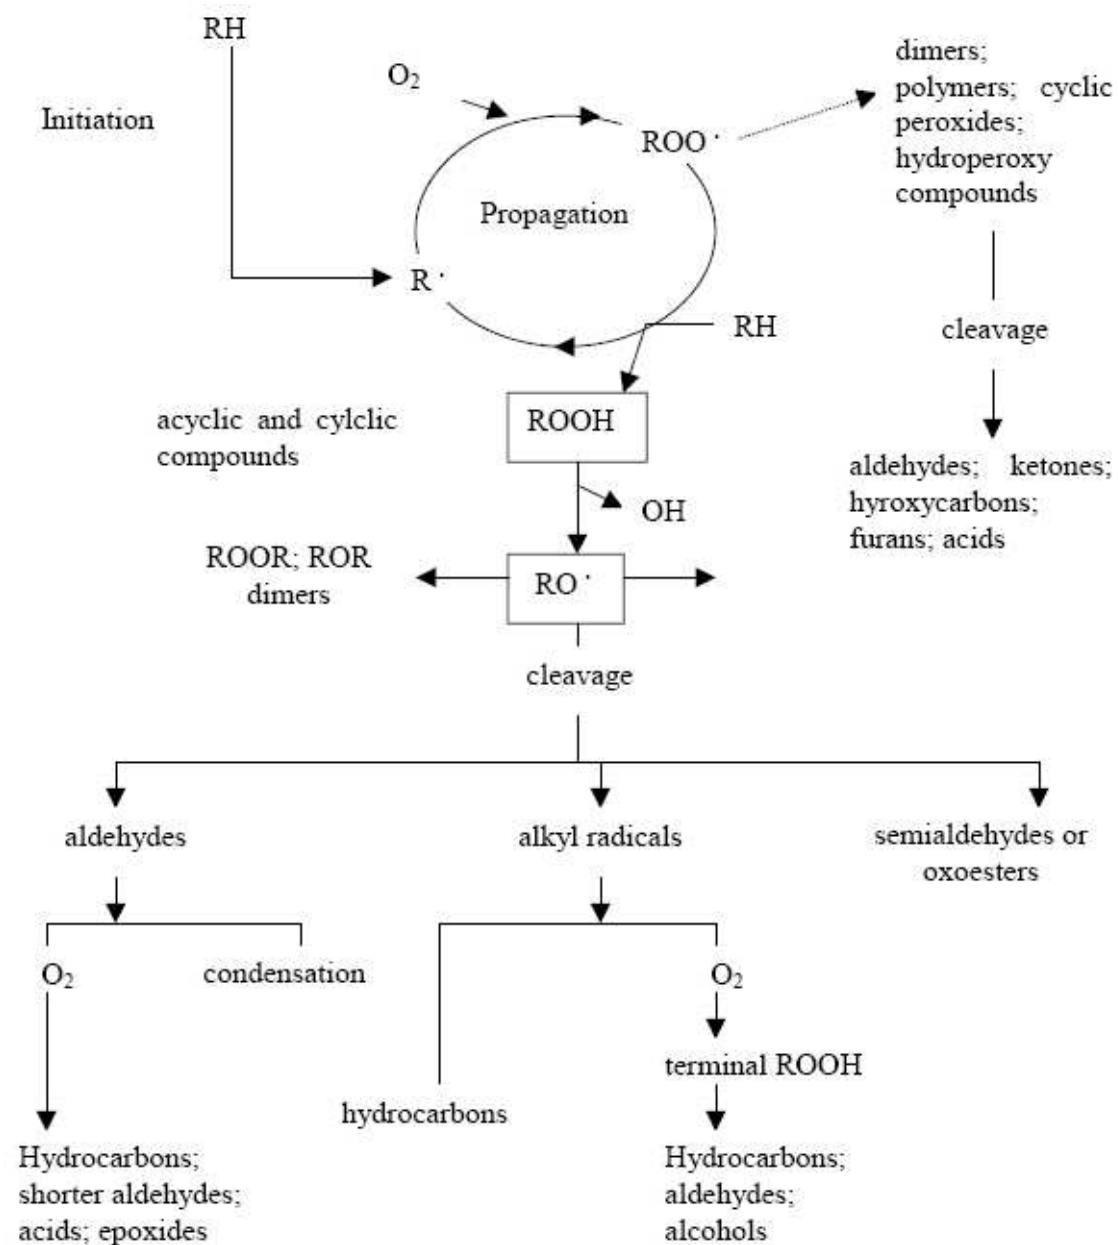 RH
O₂
Initiation
ROO ·
dimers;
polymers; cyclic
peroxides;
hydroperoxy
compounds
Propagation
R ·
RH
cleavage
acyclic and cylclic
compounds
ROOH
aldehydes; ketones;
hyroxycarbons;
furans; acids
OH
ROOR; ROR
dimers
RO ·
cleavage
aldehydes
alkyl radicals
semialdehydes or
oxoesters
O₂
condensation
O₂
terminal ROOH
hydrocarbons
Hydrocarbons;
shorter aldehydes;
acids; epoxides
Hydrocarbons;
aldehydes;
alcohols